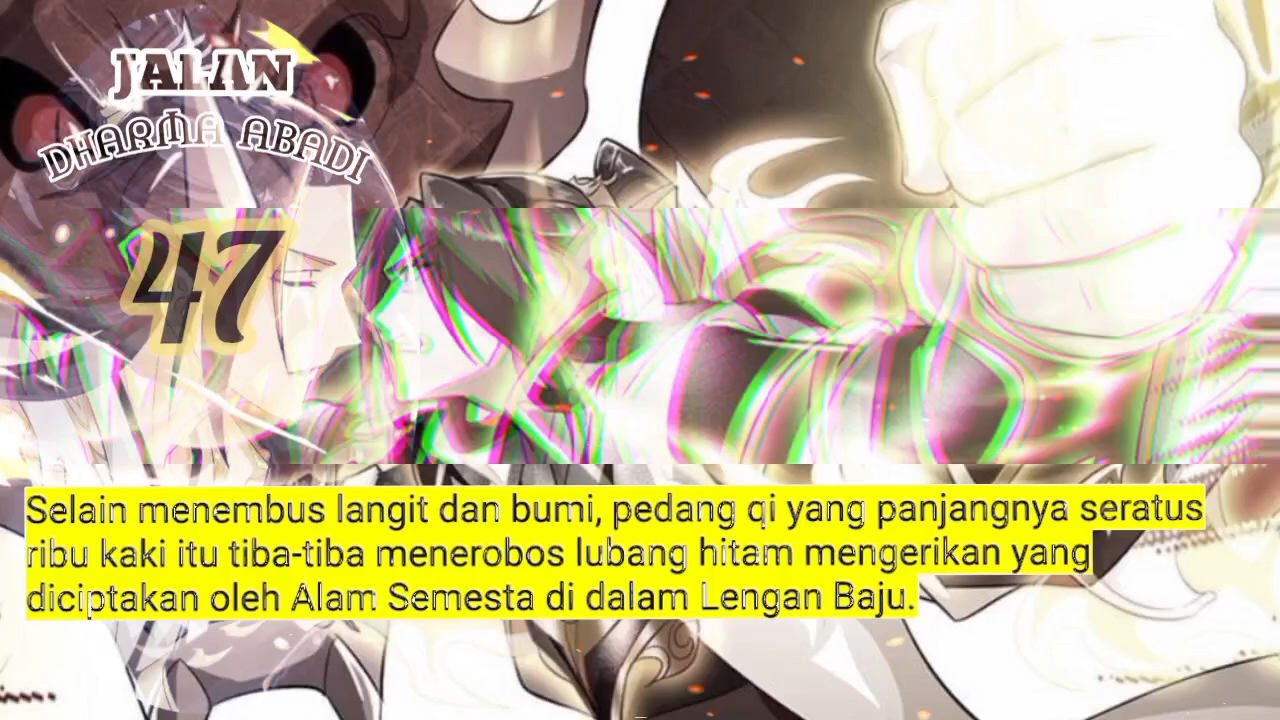 JALAN
DHARMA ABADI
47
Selain menembus langit dan bumi, pedang qi yang panjangnya seratus
ribu kaki itu tiba-tiba menerobos lubang hitam mengerikan yang
diciptakan oleh Alam Semesta di dalam Lengan Baju.